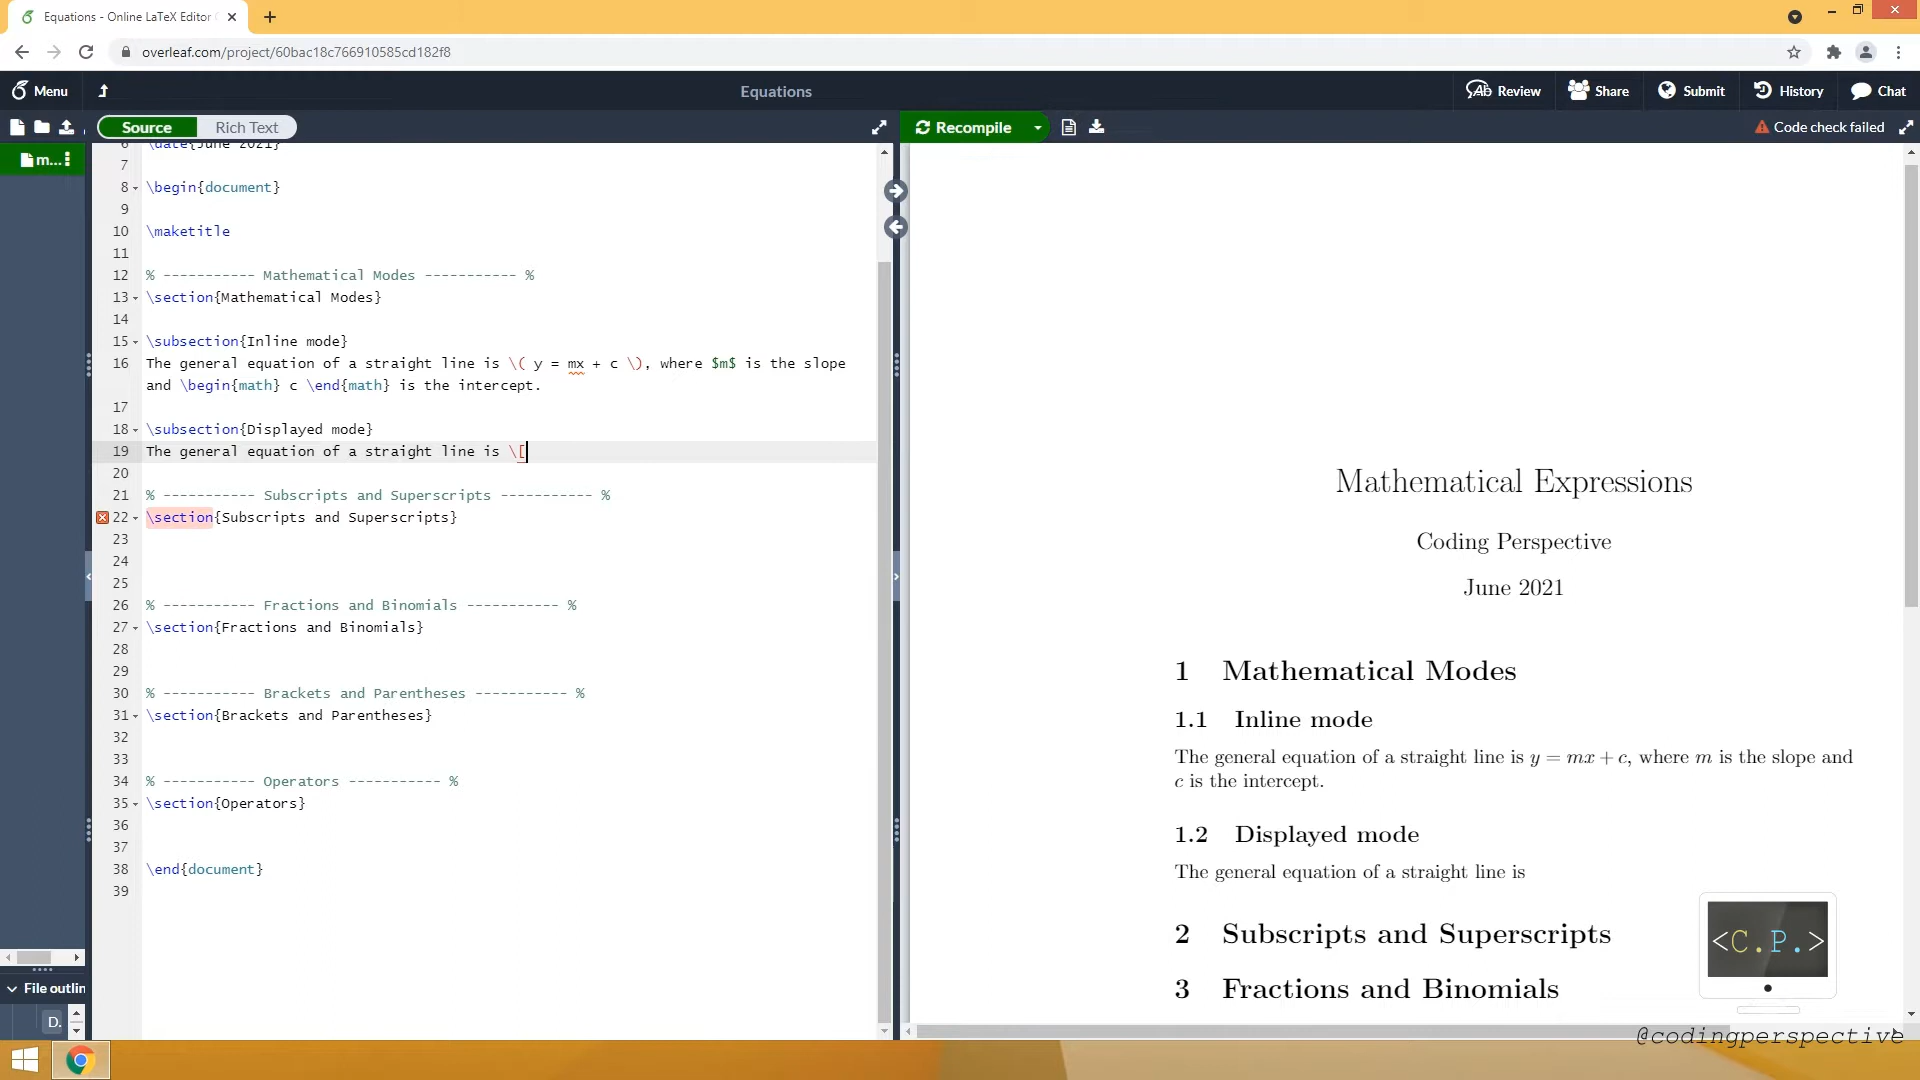 Equations - Online LaTeX Editor
overleaf.com/project/60bac18c766910585cd182f8
Menu
Equations
Review
Share
Submit
History
Chat
Source
Rich Text
Recompile
Code check failed
m...
6 \date{June 2021}
7
8 \begin{document}
9
10 \maketitle
11
12 % ----------- Mathematical Modes ----------- %
13 \section{Mathematical Modes}
14
15 \subsection{Inline mode}
16 The general equation of a straight line is \( y = mx + c \), where $m$ is the slope
and \begin{math} c \end{math} is the intercept.
17
18 \subsection{Displayed mode}
19 The general equation of a straight line is \[
20
21 % ----------- Subscripts and Superscripts ----------- %
22 \section{Subscripts and Superscripts}
23
24
25
26 % ----------- Fractions and Binomials ----------- %
27 \section{Fractions and Binomials}
28
29
30 % ----------- Brackets and Parentheses ----------- %
31 \section{Brackets and Parentheses}
32
33
34 % ----------- Operators ----------- %
35 \section{Operators}
36
37
38 \end{document}
39
File outlin
D.
Mathematical Expressions
Coding Perspective
June 2021
1 Mathematical Modes
1.1 Inline mode
The general equation of a straight line is y = mx + c, where m is the slope and
c is the intercept.
1.2 Displayed mode
The general equation of a straight line is
2 Subscripts and Superscripts
3 Fractions and Binomials
<C.P.>
@codingperspective